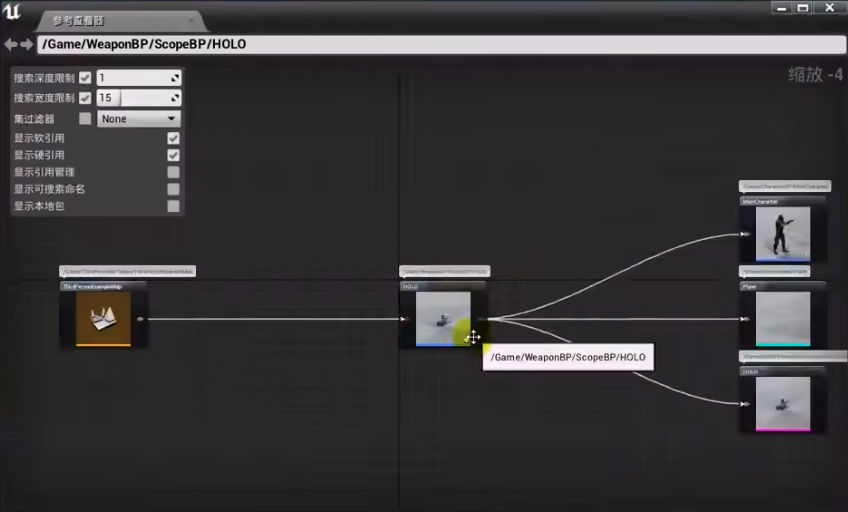 参考查看器
/Game/WeaponBP/ScopeBP/HOLO
缩放 -4
搜索深度限制
1
搜索宽度限制
15
集过滤器
None
显示软引用
显示硬引用
显示引用管理
显示可搜索命名
显示本地包
MainCharacter
ThirdPersonExampleMap
HOLO
Plane
/Game/WeaponBP/ScopeBP/HOLO
HOLO